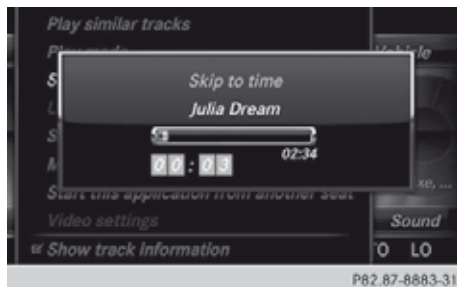 Play similar tracks
Skip to time
Julia Dream
02:34
00:03
Start this application from another seat
Video settings
Sound
Show track information
LO
P82.87-8883-31